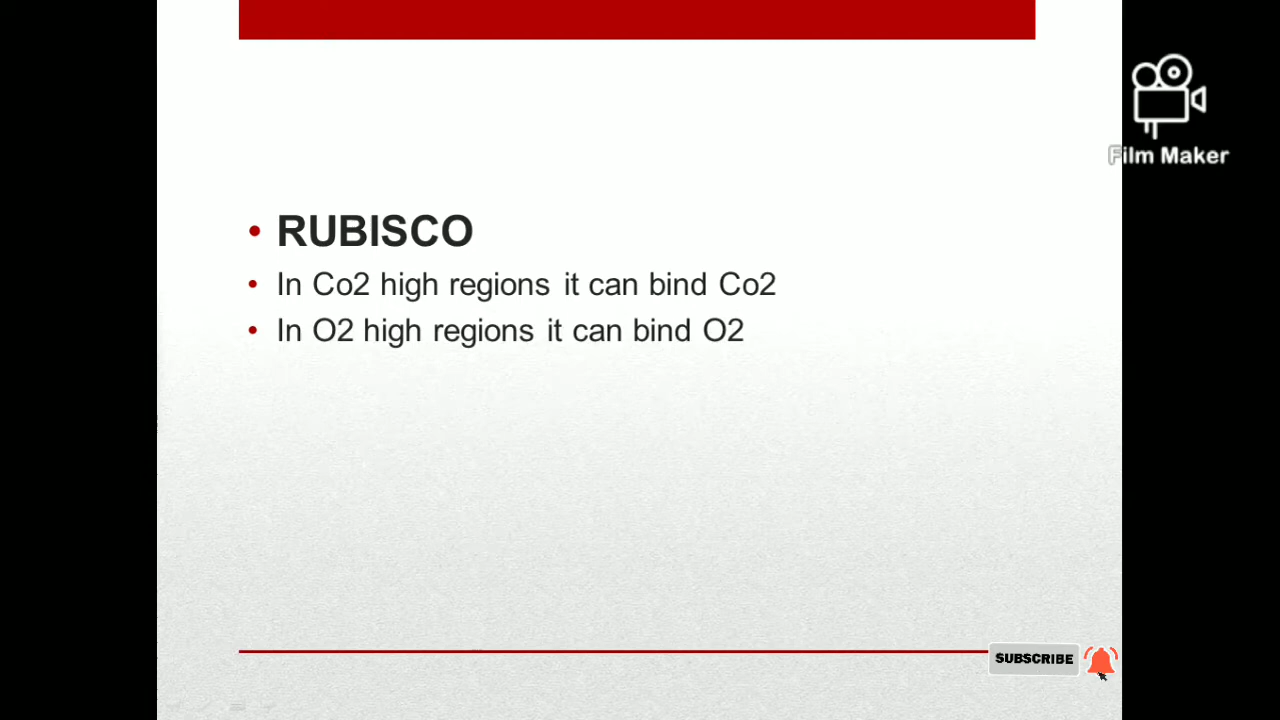 Film Maker
• RUBISCO
• In Co2 high regions it can bind Co2
• In O2 high regions it can bind O2
SUBSCRIBE